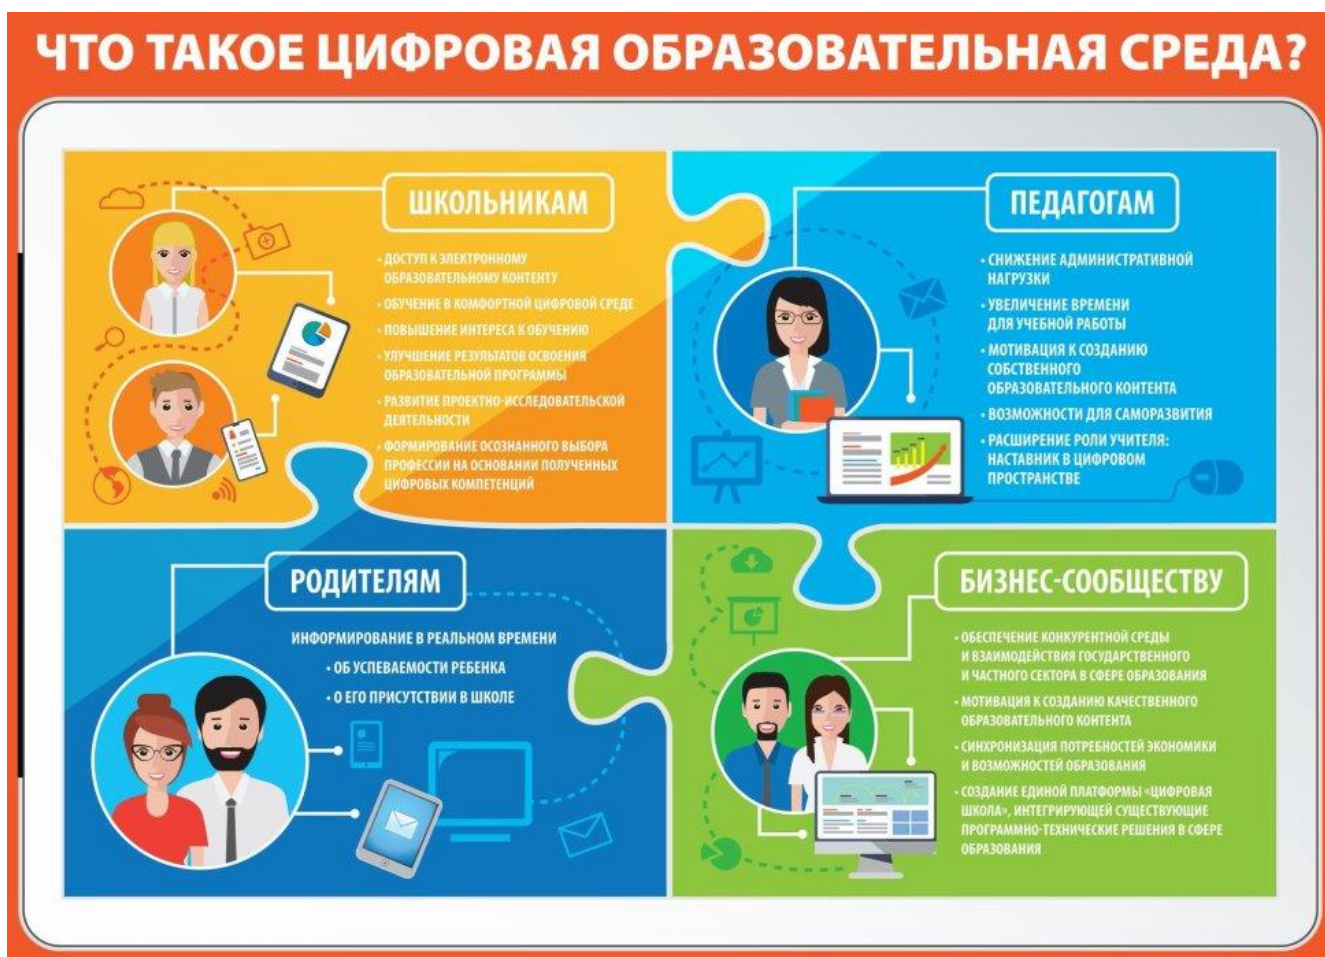 ЧТО ТАКОЕ ЦИФРОВАЯ ОБРАЗОВАТЕЛЬНАЯ СРЕДА?
ШКОЛЬНИКАМ
• ДОСТУП К ЭЛЕКТРОННОМУ
ОБРАЗОВАТЕЛЬНОМУ КОНТЕНТУ
• ОБУЧЕНИЕ В КОМФОРТНОЙ ЦИФРОВОЙ СРЕДЕ
• ПОВЫШЕНИЕ ИНТЕРЕСА К ОБУЧЕНИЮ
• УЛУЧШЕНИЕ РЕЗУЛЬТАТОВ ОСВОЕНИЯ
ОБРАЗОВАТЕЛЬНОЙ ПРОГРАММЫ
• РАЗВИТИЕ ПРОЕКТНО-ИССЛЕДОВАТЕЛЬСКОЙ
ДЕЯТЕЛЬНОСТИ
• ФОРМИРОВАНИЕ ОСОЗНАННОГО ВЫБОРА
ПРОФЕССИИ НА ОСНОВАНИИ ПОЛУЧЕННЫХ
ЦИФРОВЫХ КОМПЕТЕНЦИЙ
ПЕДАГОГАМ
• СНИЖЕНИЕ АДМИНИСТРАТИВНОЙ
НАГРУЗКИ
• УВЕЛИЧЕНИЕ ВРЕМЕНИ
ДЛЯ УЧЕБНОЙ РАБОТЫ
• МОТИВАЦИЯ К СОЗДАНИЮ
СОБСТВЕННОГО
ОБРАЗОВАТЕЛЬНОГО КОНТЕНТА
• ВОЗМОЖНОСТИ ДЛЯ САМОРАЗВИТИЯ
• РАСШИРЕНИЕ РОЛИ УЧИТЕЛЯ:
НАСТАВНИК В ЦИФРОВОМ
ПРОСТРАНСТВЕ
РОДИТЕЛЯМ
ИНФОРМИРОВАНИЕ В РЕАЛЬНОМ ВРЕМЕНИ
• ОБ УСПЕВАЕМОСТИ РЕБЕНКА
• О ЕГО ПРИСУТСТВИИ В ШКОЛЕ
БИЗНЕС-СООБЩЕСТВУ
• ОБЕСПЕЧЕНИЕ КОНКУРЕНТНОЙ СРЕДЫ
И ВЗАИМОДЕЙСТВИЯ ГОСУДАРСТВЕННОГО
И ЧАСТНОГО СЕКТОРА В СФЕРЕ ОБРАЗОВАНИЯ
• МОТИВАЦИЯ К СОЗДАНИЮ КАЧЕСТВЕННОГО
ОБРАЗОВАТЕЛЬНОГО КОНТЕНТА
• СИНХРОНИЗАЦИЯ ПОТРЕБНОСТЕЙ ЭКОНОМИКИ
И ВОЗМОЖНОСТЕЙ ОБРАЗОВАНИЯ
• СОЗДАНИЕ ЕДИНОЙ ПЛАТФОРМЫ «ЦИФРОВАЯ
ШКОЛА», ИНТЕГРИРУЮЩЕЙ СУЩЕСТВУЮЩИЕ
ПРОГРАММНО-ТЕХНИЧЕСКИЕ РЕШЕНИЯ В СФЕРЕ
ОБРАЗОВАНИЯ